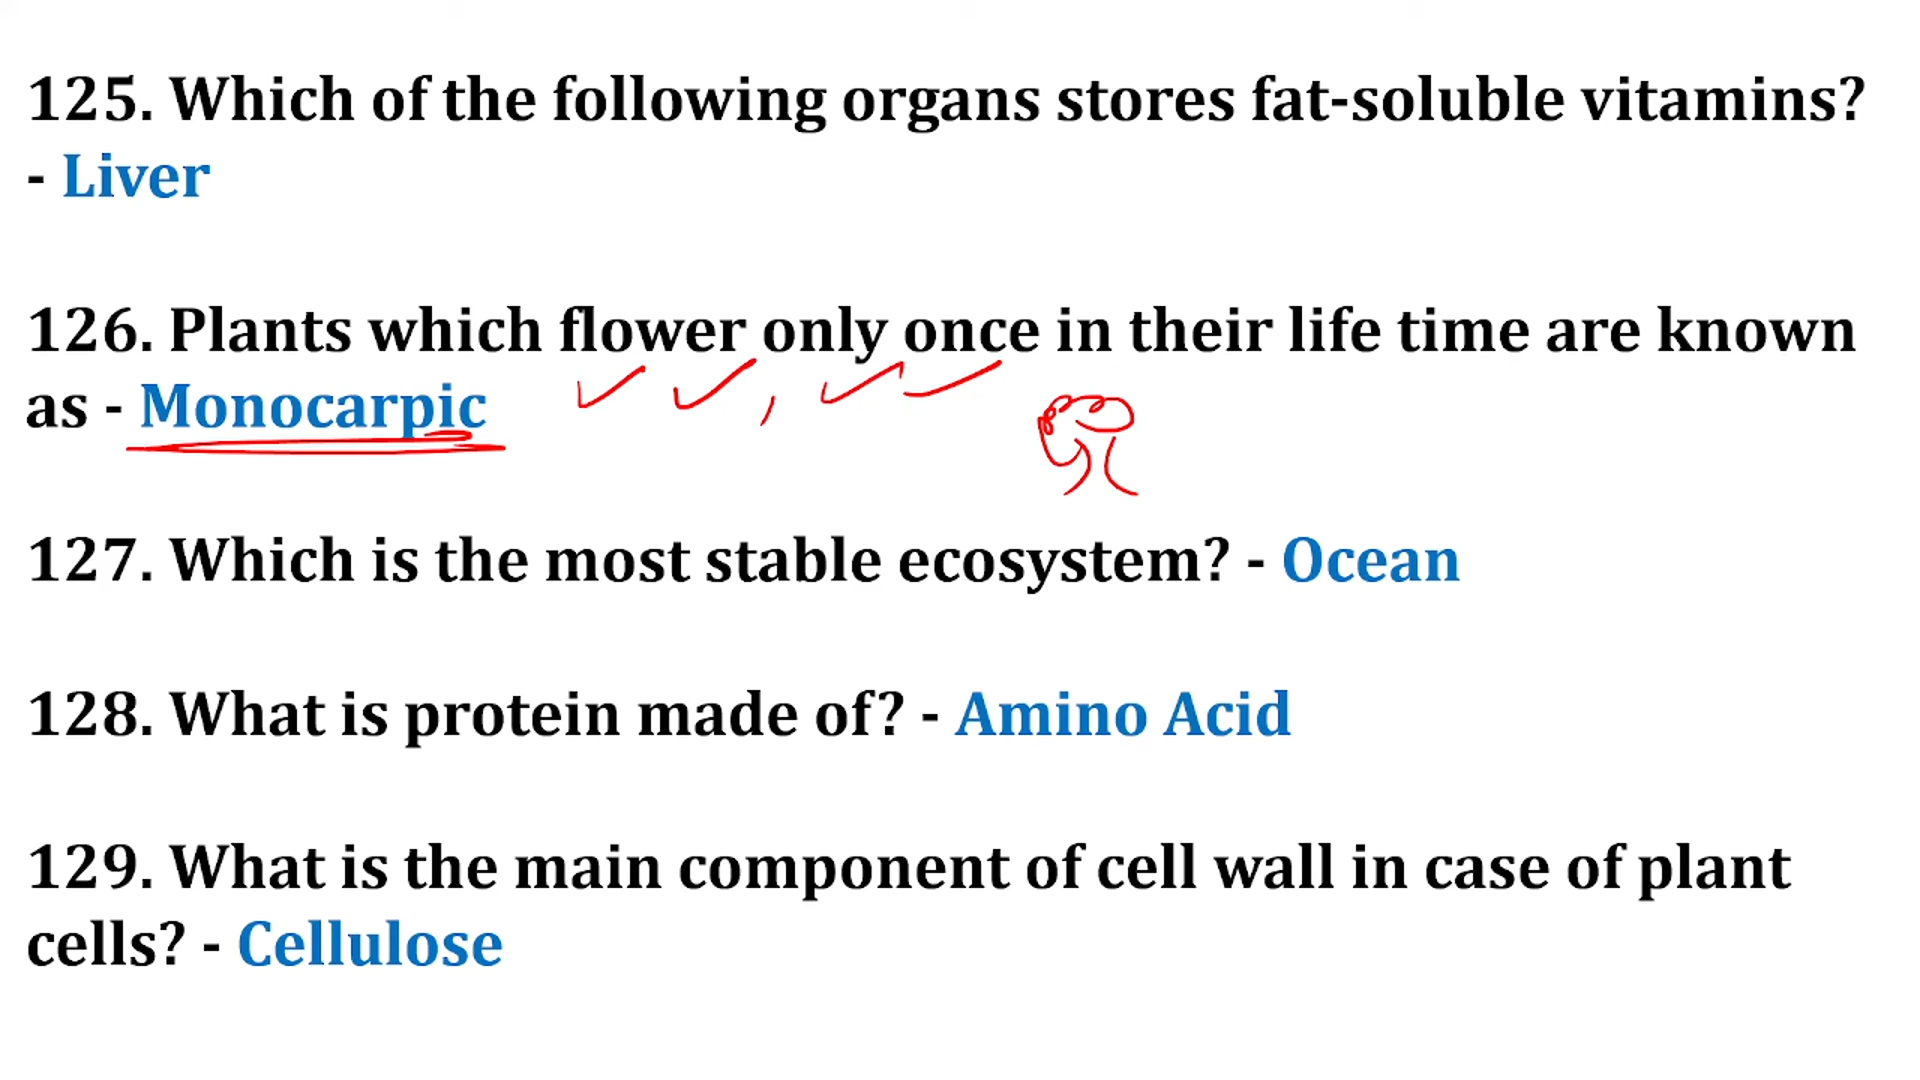 125. Which of the following organs stores fat-soluble vitamins?
- Liver
126. Plants which flower only once in their life time are known
as - Monocarpic
127. Which is the most stable ecosystem? - Ocean
128. What is protein made of? - Amino Acid
129. What is the main component of cell wall in case of plant
cells? - Cellulose